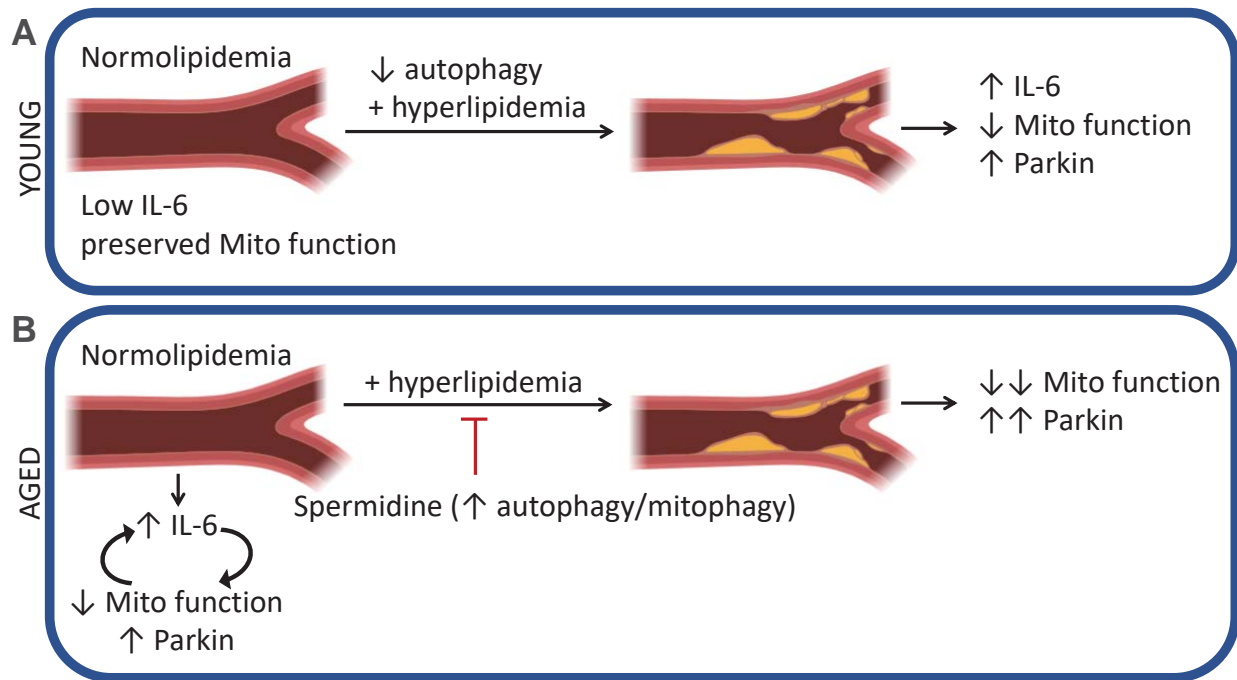 A
YOUNG
Normolipidemia
↓ autophagy
+ hyperlipidemia
↑ IL-6
↓ Mito function
↑ Parkin
Low IL-6
preserved Mito function
B
AGED
Normolipidemia
+ hyperlipidemia
↓↓ Mito function
↑↑ Parkin
Spermidine (↑ autophagy/mitophagy)
↑ IL-6
↓ Mito function
↑ Parkin